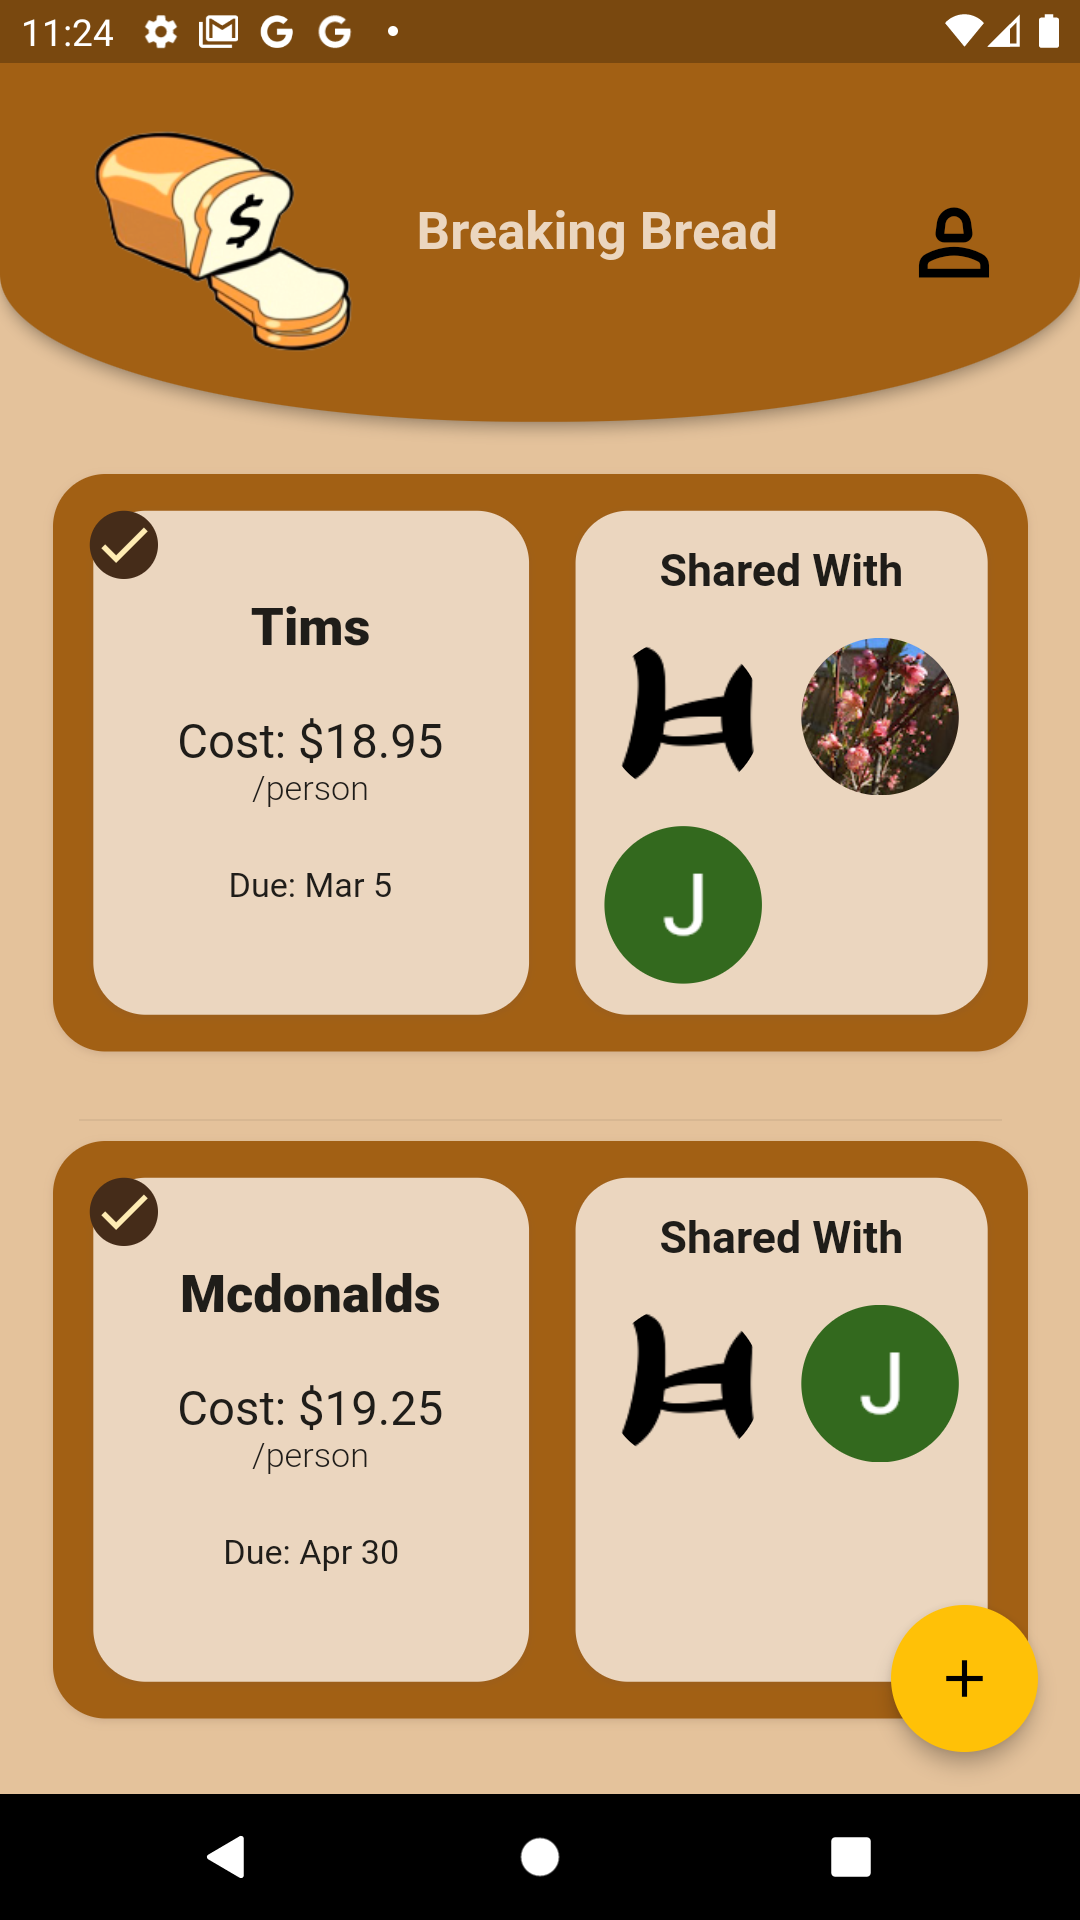 11:24
$
Breaking Bread
Tims
Cost: $18.95
/person
Due: Mar 5
Shared With
H
J
Mcdonalds
Cost: $19.25
/person
Due: Apr 30
Shared With
H
J